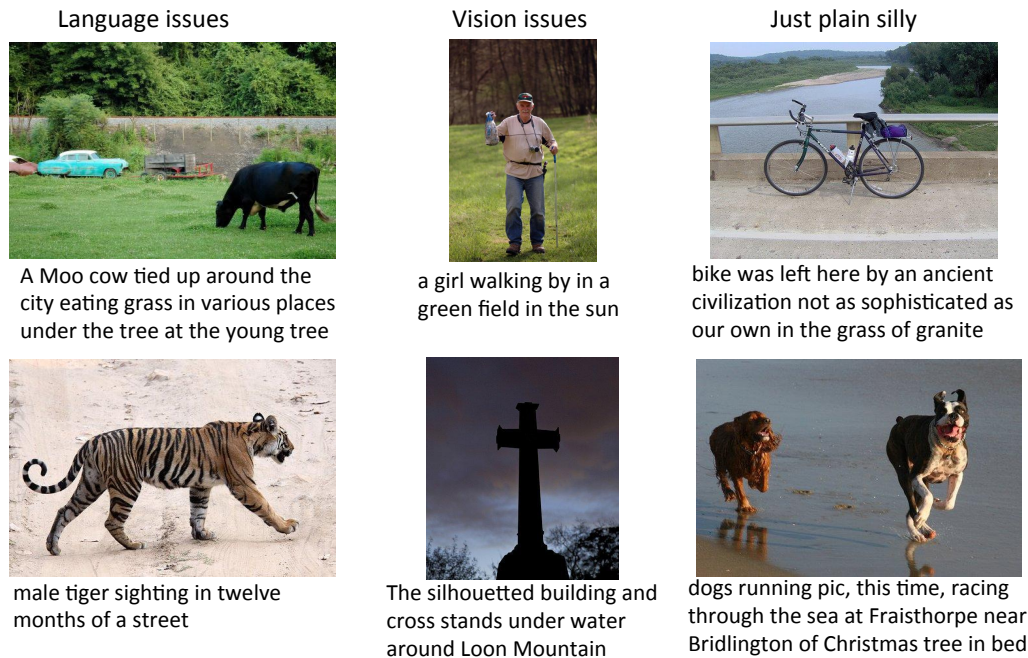 Language issues
Vision issues
Just plain silly
A Moo cow tied up around the
city eating grass in various places
under the tree at the young tree
a girl walking by in a
green field in the sun
bike was left here by an ancient
civilization not as sophisticated as
our own in the grass of granite
male tiger sighting in twelve
months of a street
The silhouetted building and
cross stands under water
around Loon Mountain
dogs running pic, this time, racing
through the sea at Fraisthorpe near
Bridlington of Christmas tree in bed